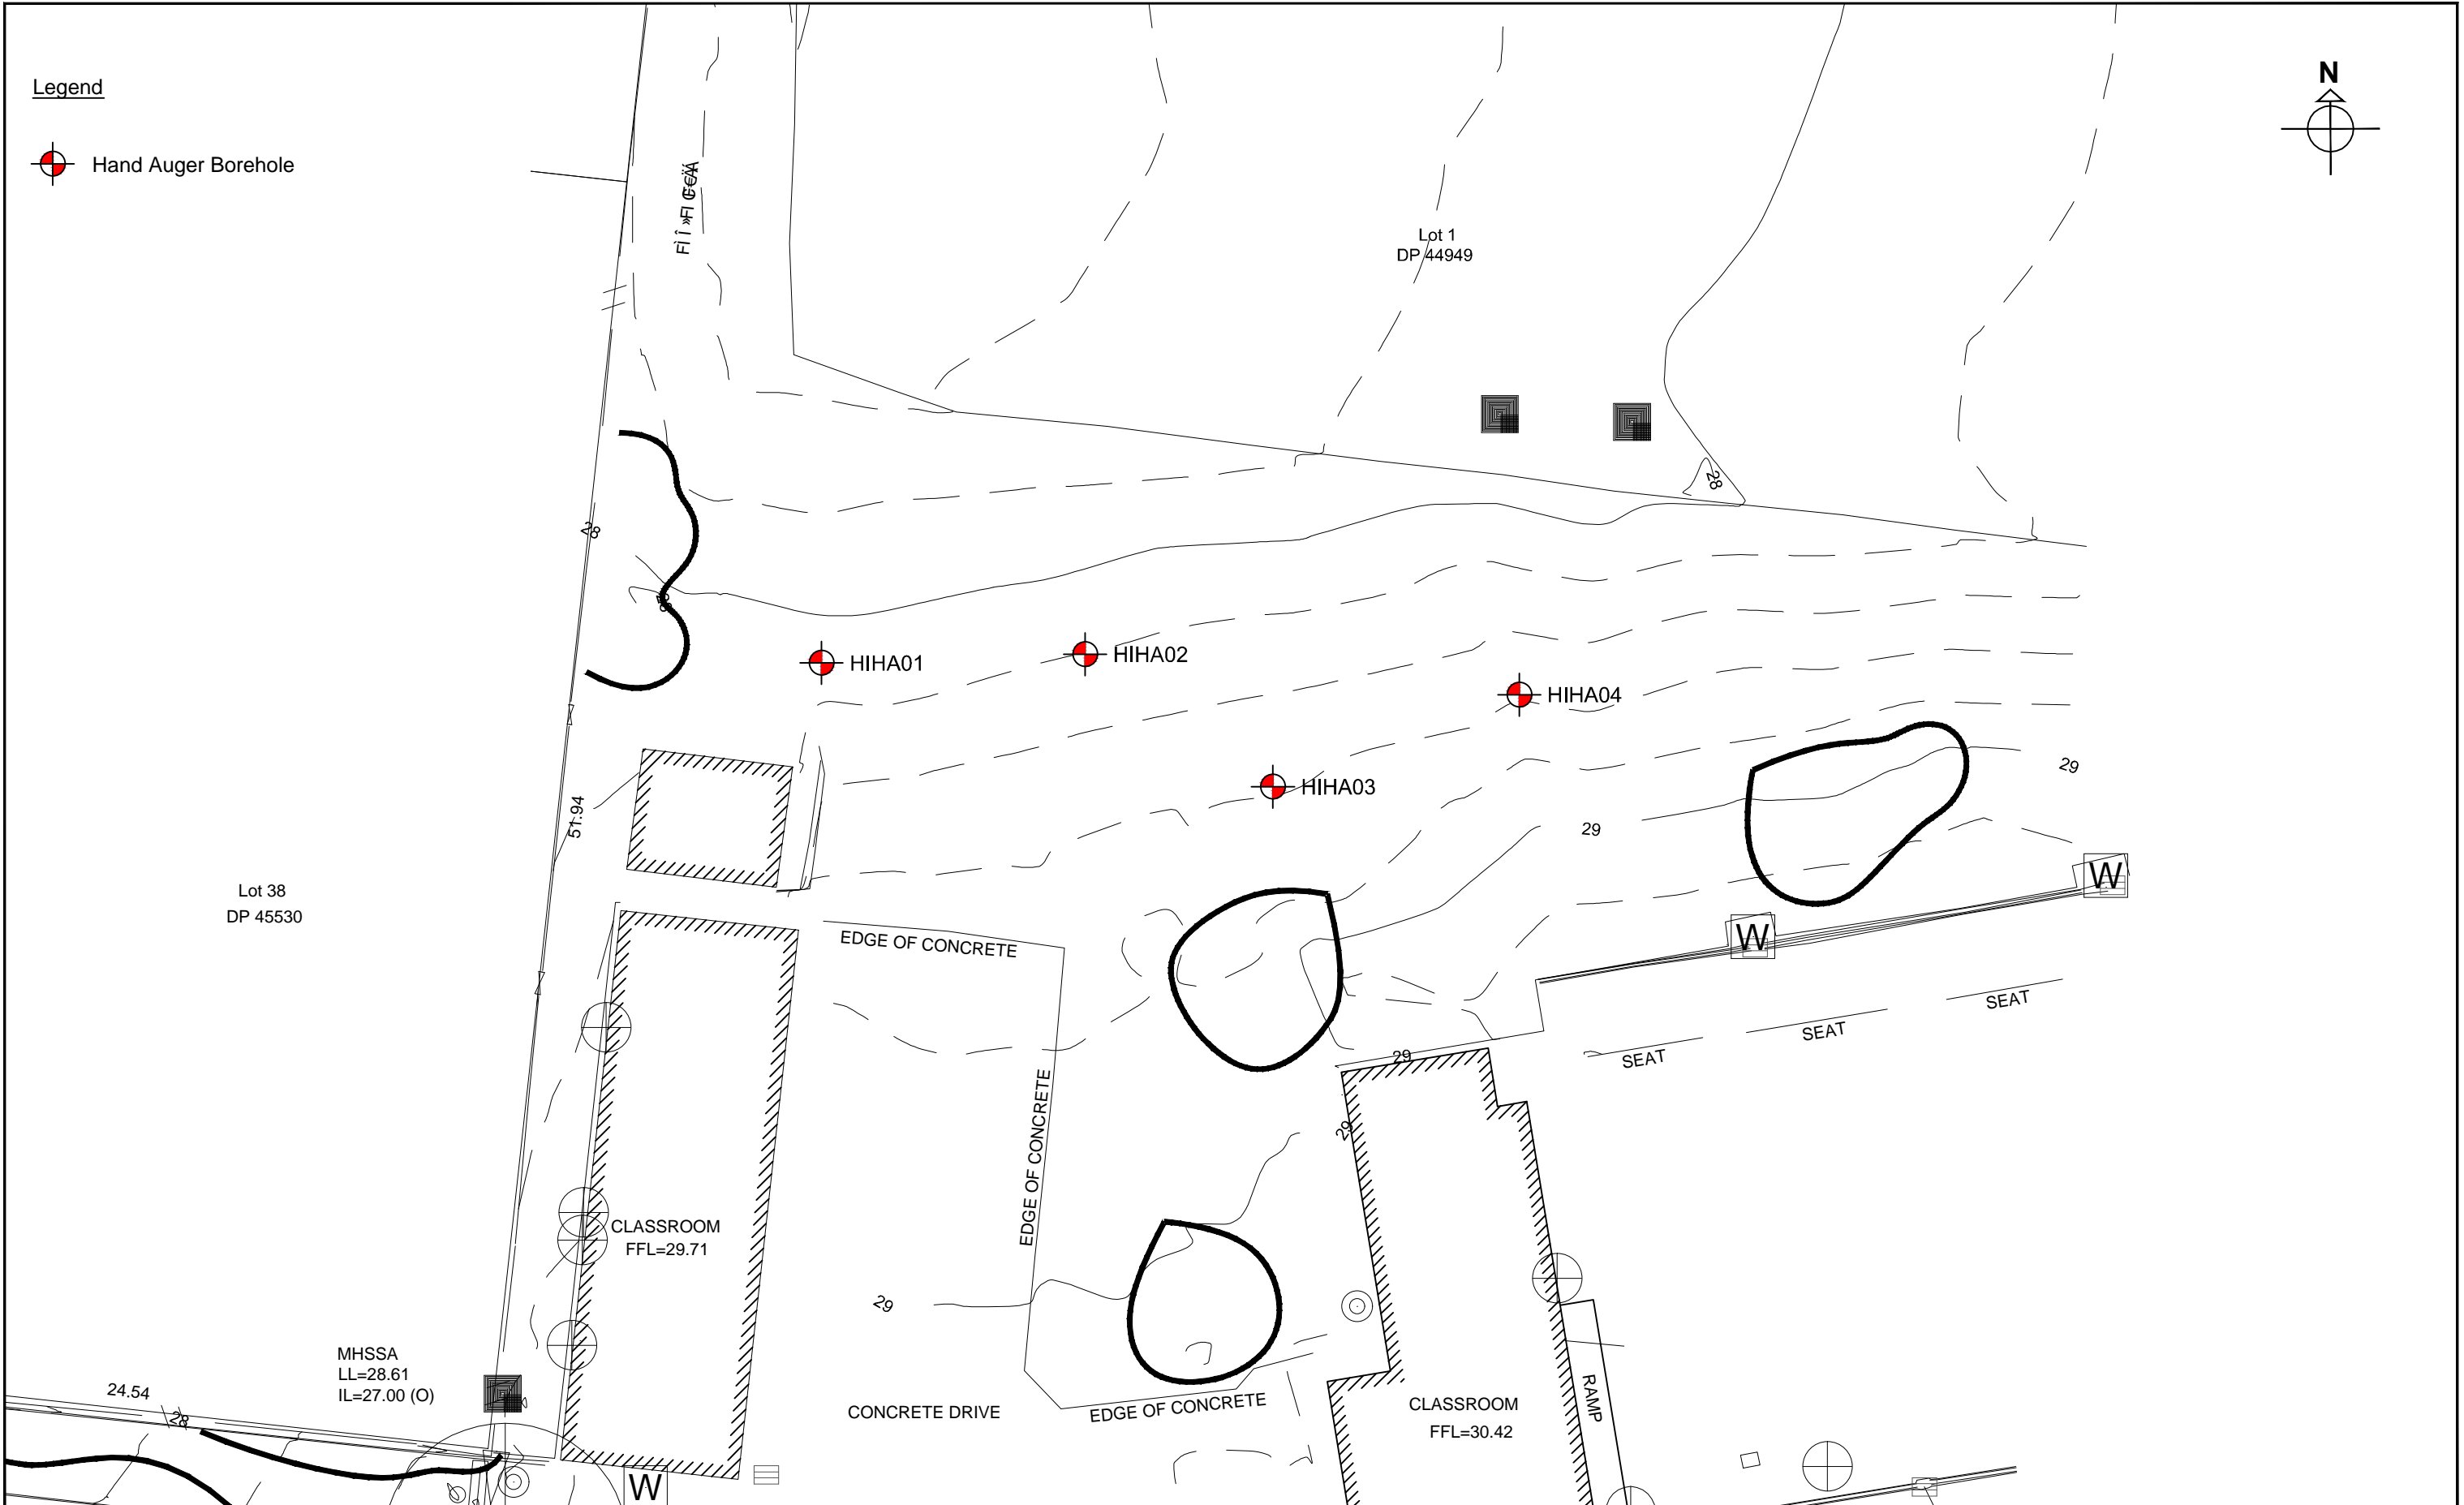 Legend
N
Hand Auger Borehole
Lot 1
DP 44949
28
28
28
HIHA01
HIHA02
HIHA04
HIHA03
29
29
51.94
Lot 38
DP 45530
W
W
EDGE OF CONCRETE
SEAT
SEAT
SEAT
29
29
EDGE OF CONCRETE
CLASSROOM
FFL=29.71
29
MHSSA
LL=28.61
IL=27.00 (O)
24.54
28
CONCRETE DRIVE
EDGE OF CONCRETE
CLASSROOM
FFL=30.42
RAMP
W